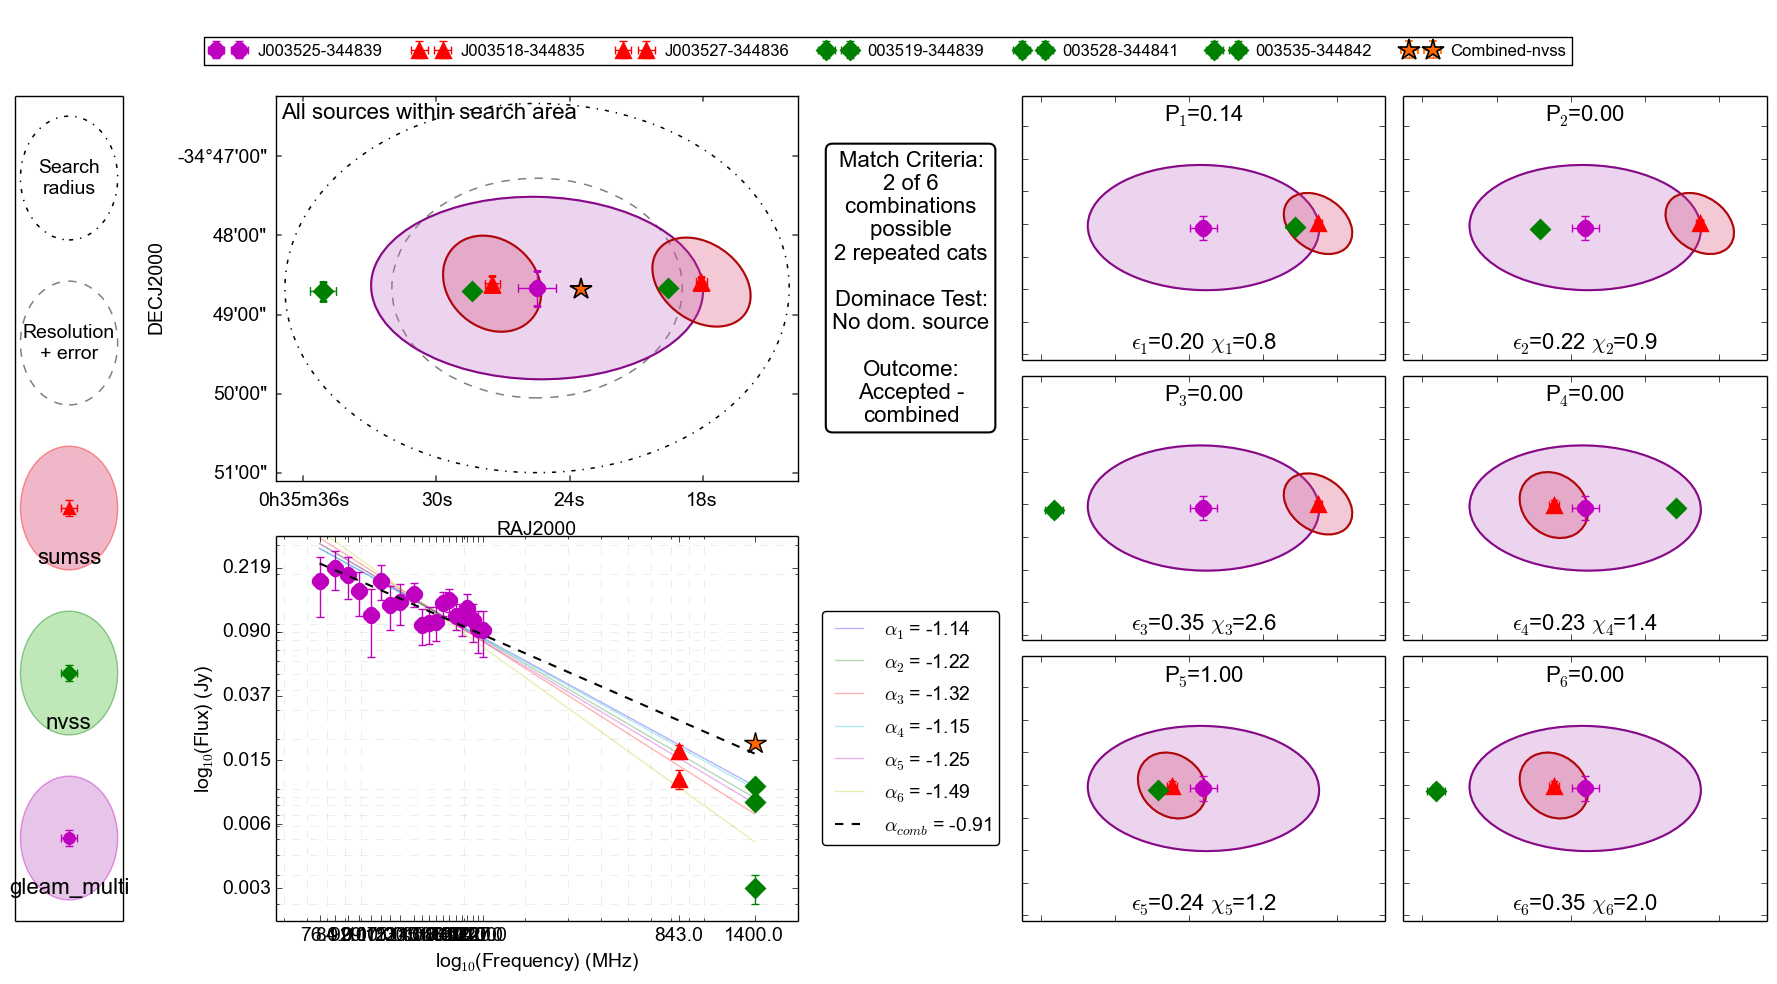 J003525-344839 J003518-344835 J003527-344836 003519-344839 003528-344841 003535-344842 Combined-nvss
Search
radius
Resolution
+ error
sumss
nvss
gleam_multi
All sources within search area
DECJ2000
-34°47'00"
48'00"
49'00"
50'00"
51'00"
0h35m36s 30s 24s 18s
RAJ2000
Match Criteria:
2 of 6
combinations
possible
2 repeated cats
Dominace Test:
No dom. source
Outcome:
Accepted -
combined
log10(Flux) (Jy)
0.219
0.090
0.037
0.015
0.006
0.003
843.0 1400.0
log10(Frequency) (MHz)
α1 = -1.14
α2 = -1.22
α3 = -1.32
α4 = -1.15
α5 = -1.25
α6 = -1.49
αcomb = -0.91
P1=0.14
ϵ1=0.20 χ1=0.8
P2=0.00
ϵ2=0.22 χ2=0.9
P3=0.00
ϵ3=0.35 χ3=2.6
P4=0.00
ϵ4=0.23 χ4=1.4
P5=1.00
ϵ5=0.24 χ5=1.2
P6=0.00
ϵ6=0.35 χ6=2.0